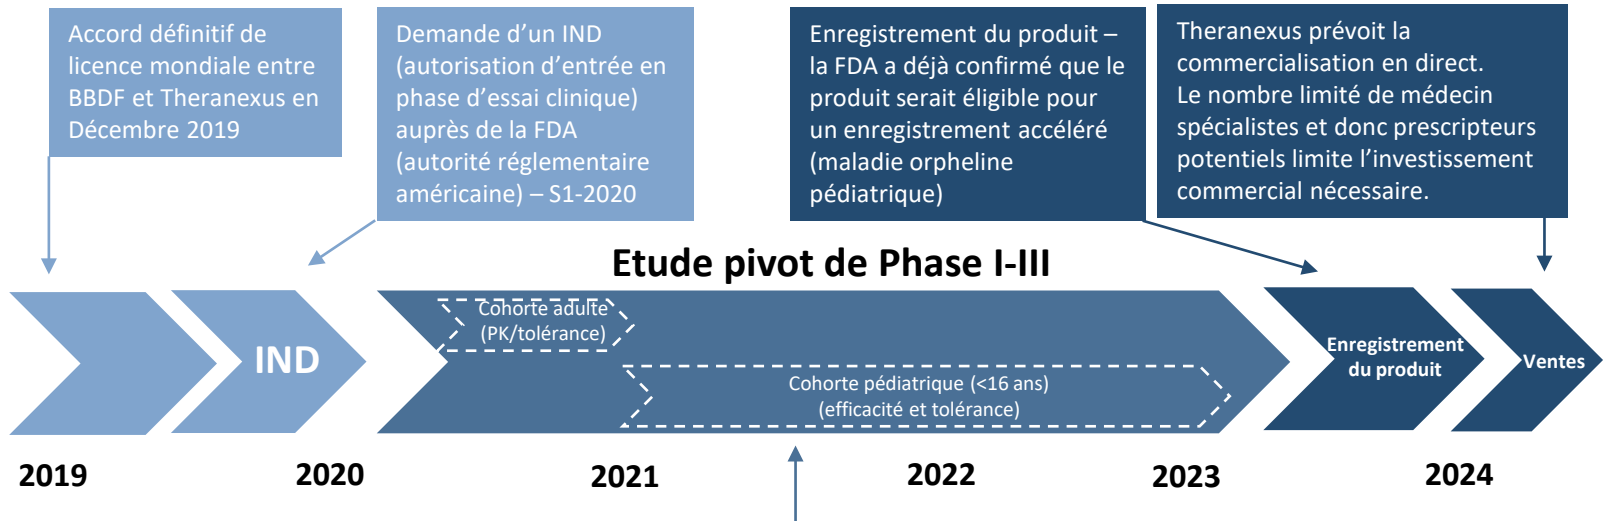 Accord définitif de
licence mondiale entre
BBDF et Theranexus en
Décembre 2019
Demande d’un IND
(autorisation d’entrée en
phase d’essai clinique)
auprès de la FDA
(autorité réglementaire
américaine) – S1-2020
Enregistrement du produit –
la FDA a déjà confirmé que le
produit serait éligible pour
un enregistrement accéléré
(maladie orpheline
pédiatrique)
Theranexus prévoit la
commercialisation en direct.
Le nombre limité de médecin
spécialistes et donc prescripteurs
potentiels limite l’investissement
commercial nécessaire.
Etude pivot de Phase I-III
IND
Cohorte adulte
(PK/tolérance)
Cohorte pédiatrique (<16 ans)
(efficacité et tolérance)
Enregistrement
du produit
Ventes
2019
2020
2021
2022
2023
2024